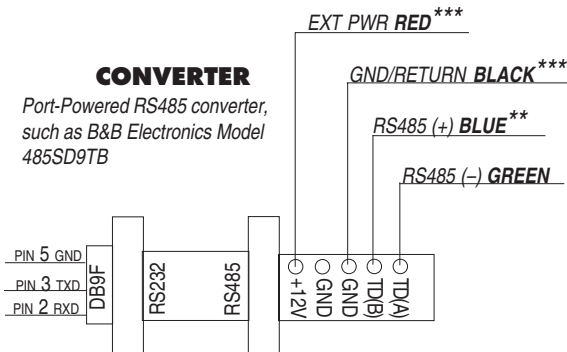 EXT PWR RED***
CONVERTER
GND/RETURN BLACK***
Port-Powered RS485 converter,
such as B&B Electronics Model
485SD9TB
RS485 (+) BLUE**
RS485 (–) GREEN
PIN 5 GND
PIN 3 TXD
PIN 2 RXD
DB9F
RS232
RS485
+12V
GND
GND
TD(B)
TD(A)